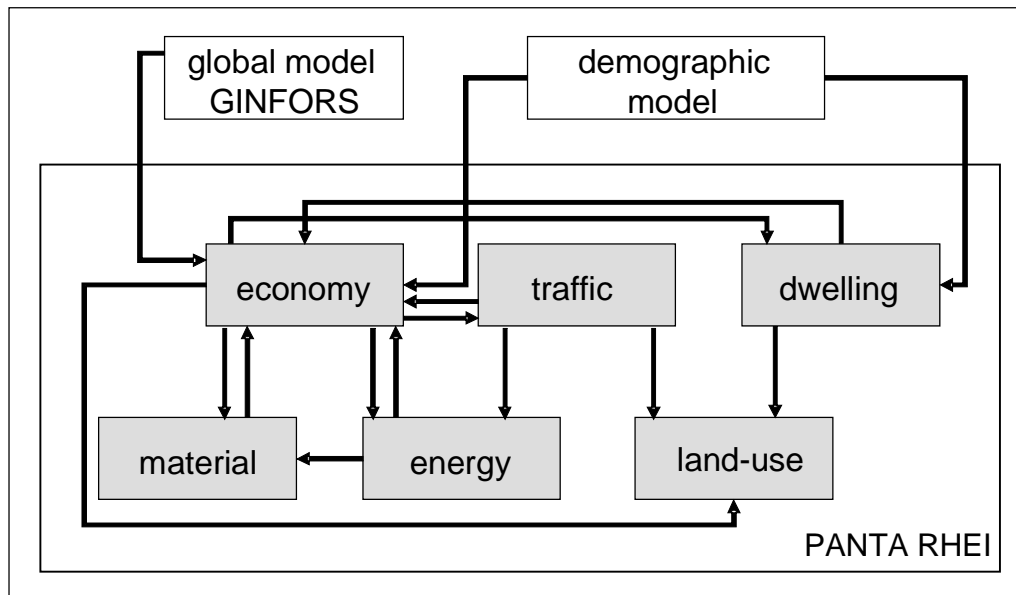 global model
GINFORS
demographic
model
economy
traffic
dwelling
material
energy
land-use
PANTA RHEI